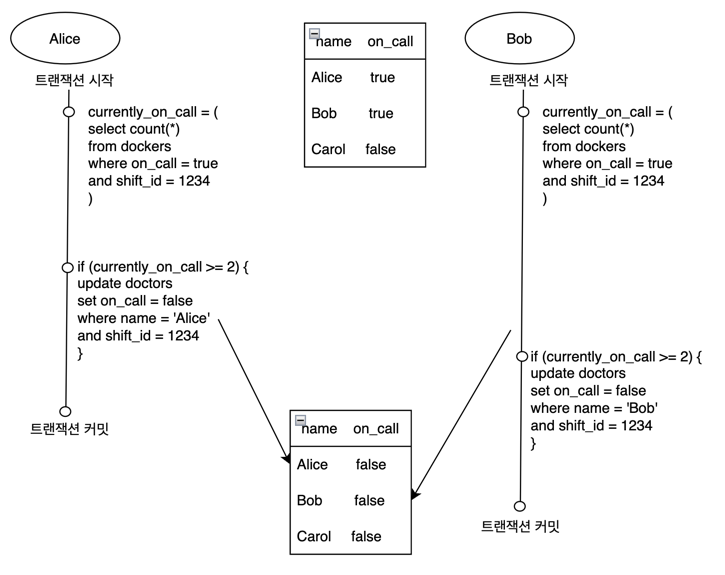 Alice
트랜잭션 시작
currently_on_call = (
select count(*)
from dockers
where on_call = true
and shift_id = 1234
)
if (currently_on_call >= 2) {
update doctors
set on_call = false
where name = 'Alice'
and shift_id = 1234
}
트랜잭션 커밋
name on_call
Alice true
Bob true
Carol false
name on_call
Alice false
Bob false
Carol false
Bob
트랜잭션 시작
currently_on_call = (
select count(*)
from dockers
where on_call = true
and shift_id = 1234
)
if (currently_on_call >= 2) {
update doctors
set on_call = false
where name = 'Bob'
and shift_id = 1234
}
트랜잭션 커밋